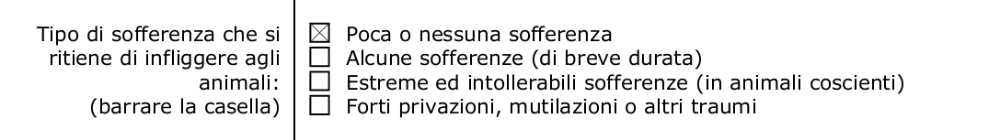 Tipo di sofferenza che si
ritiene di infliggere agli
animali:
(barrare la casella)
☒ Poca o nessuna sofferenza
☐ Alcune sofferenze (di breve durata)
☐ Estreme ed intollerabili sofferenze (in animali coscienti)
☐ Forti privazioni, mutilazioni o altri traumi